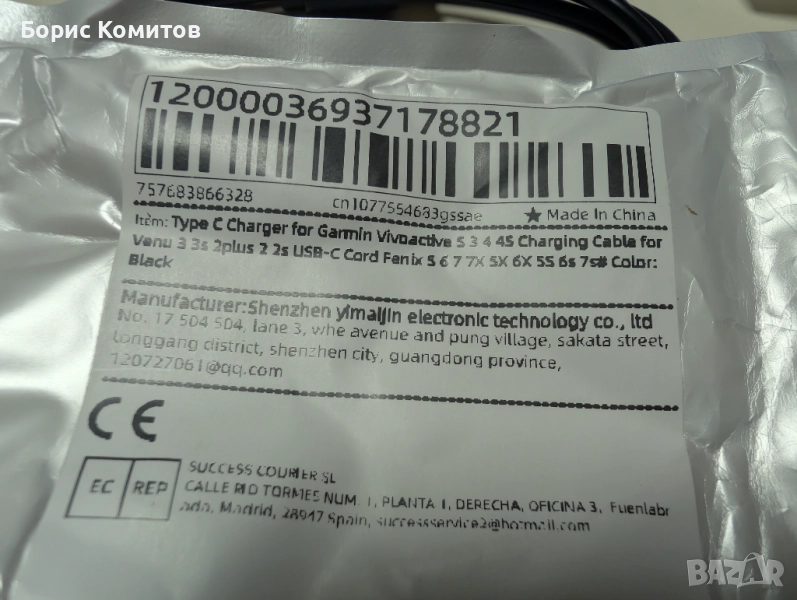 Борис Комитов
12000036937178821
757683866328
cn1077554683gssae
★ Made In China
Itèm: Type C Charger for Garmin Vivoactive 5 3 4 4S Charging Cable for
Venu 3 3s 2plus 2 2s USB-C Cord Fenix 5 6 7 7X 5X 6X 5S 6s 7s# Color:
Black
Manufacturer:Shenzhen yimaijin electronic technology co., ltd
No. 17 504 504, lane 3, whe avenue and pung village, sakata street,
longgang district, shenzhen city, guangdong province,
120727061@qq.com
CE
EC REP
SUCCESS COURIER SL
CALLE RIO TORMES NUM. 1, PLANTA 1, DERECHA, OFICINA 3, Fuenlabr
ada, Madrid, 28947 Spain, successservice2@hotmail.com
BAZAR